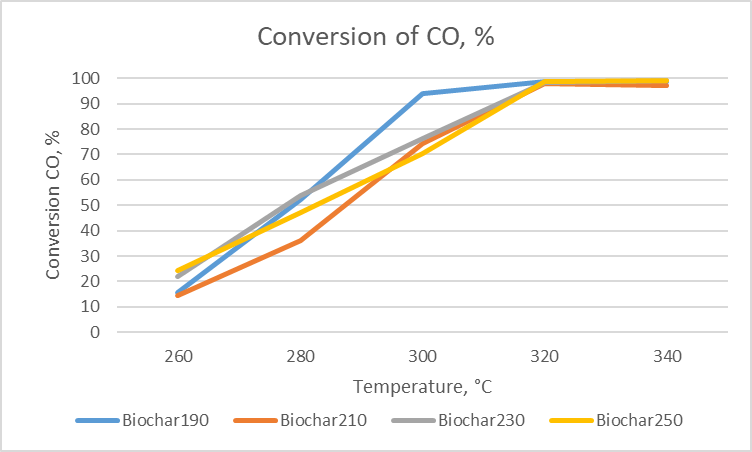 Conversion of CO, %
Conversion CO, %
100
90
80
70
60
50
40
30
20
10
0
260 280 300 320 340
Temperature, °C
Biochar190 Biochar210 Biochar230 Biochar250